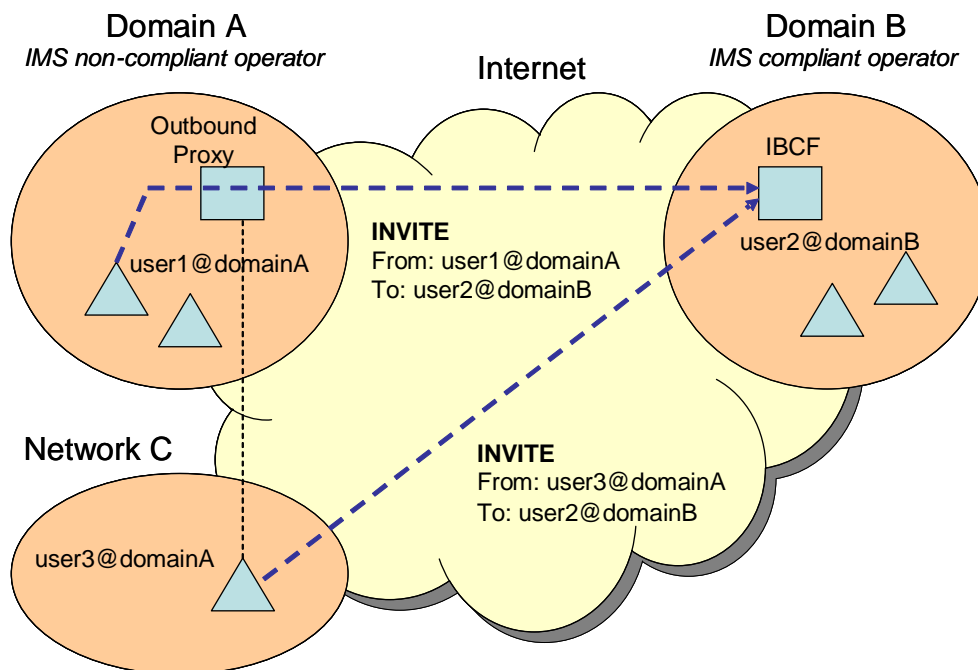 Domain A
IMS non-compliant operator
Domain B
IMS compliant operator
Internet
Outbound
Proxy
IBCF
user1@domainA
user2@domainB
INVITE
From: user1@domainA
To: user2@domainB
Network C
user3@domainA
INVITE
From: user3@domainA
To: user2@domainB